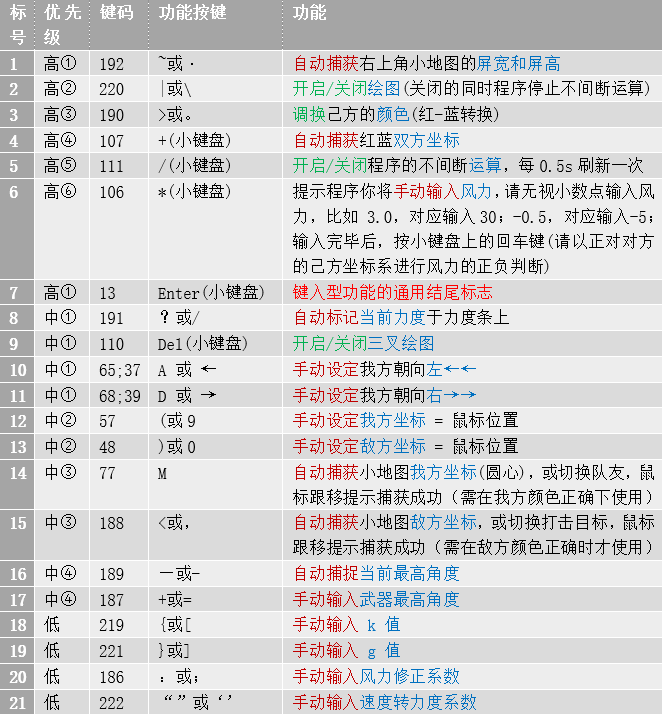 标号 优先级 键码 功能按键 功能
1 高① 192 ~或· 自动捕获右上角小地图的屏宽和屏高
2 高② 220 |或\ 开启/关闭绘图(关闭的同时程序停止不间断运算)
3 高③ 190 >或。 调换己方的颜色(红-蓝转换)
4 高④ 107 +(小键盘) 自动捕获红蓝双方坐标
5 高⑤ 111 /(小键盘) 开启/关闭程序的不间断运算，每0.5s刷新一次
6 高⑥ 106 *(小键盘) 提示程序你将手动输入风力,请无视小数点输入风
力，比如 3.0，对应输入30；-0.5，对应输入-5；
输入完毕后，按小键盘上的回车键(请以正对对方
的己方坐标系进行风力的正负判断)
7 高① 13 Enter(小键盘) 键入型功能的通用结尾标志
8 中① 191 ？或/ 自动标记当前力度于力度条上
9 中① 110 Del(小键盘) 开启/关闭三叉绘图
10 中① 65;37 A 或 ← 手动设定我方朝向左←←
11 中① 68;39 D 或 → 手动设定我方朝向右→→
12 中② 57 (或9 手动设定我方坐标 = 鼠标位置
13 中② 48 )或0 手动设定敌方坐标 = 鼠标位置
14 中③ 77 M 自动捕获小地图我方坐标(圆心)，或切换队友，鼠
标跟移提示捕获成功（需在我方颜色正确下使用）
15 中③ 188 <或， 自动捕获小地图敌方坐标，或切换打击目标，鼠标
跟移提示捕获成功（需在敌方颜色正确时才使用）
16 中④ 189 —或- 自动捕捉当前最高角度
17 中④ 187 +或= 手动输入武器最高角度
18 低 219 {或[ 手动输入 k 值
19 低 221 }或] 手动输入 g 值
20 低 186 ：或； 手动输入风力修正系数
21 低 222 “”或‘’ 手动输入速度转力度系数